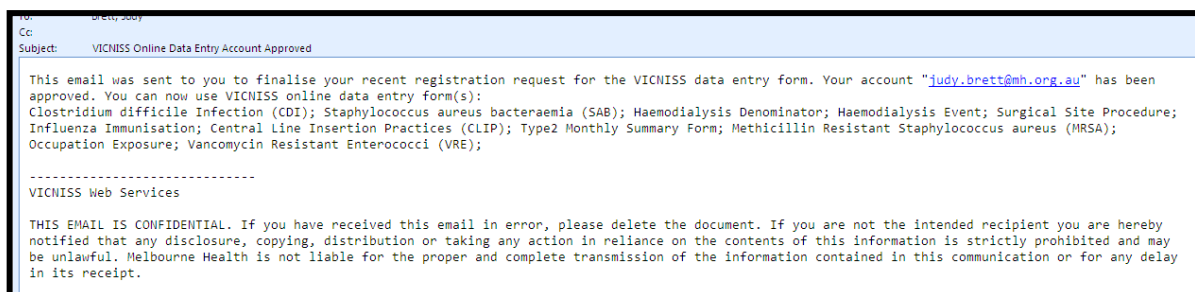 To: Brett, Judy
Cc:
Subject: VICNISS Online Data Entry Account Approved
This email was sent to you to finalise your recent registration request for the VICNISS data entry form. Your account "judy.brett@mh.org.au" has been
approved. You can now use VICNISS online data entry form(s):
Clostridium difficile Infection (CDI); Staphylococcus aureus bacteraemia (SAB); Haemodialysis Denominator; Haemodialysis Event; Surgical Site Procedure;
Influenza Immunisation; Central Line Insertion Practices (CLIP); Type2 Monthly Summary Form; Methicillin Resistant Staphylococcus aureus (MRSA);
Occupation Exposure; Vancomycin Resistant Enterococci (VRE);
------------------------------
VICNISS Web Services
THIS EMAIL IS CONFIDENTIAL. If you have received this email in error, please delete the document. If you are not the intended recipient you are hereby
notified that any disclosure, copying, distribution or taking any action in reliance on the contents of this information is strictly prohibited and may
be unlawful. Melbourne Health is not liable for the proper and complete transmission of the information contained in this communication or for any delay
in its receipt.